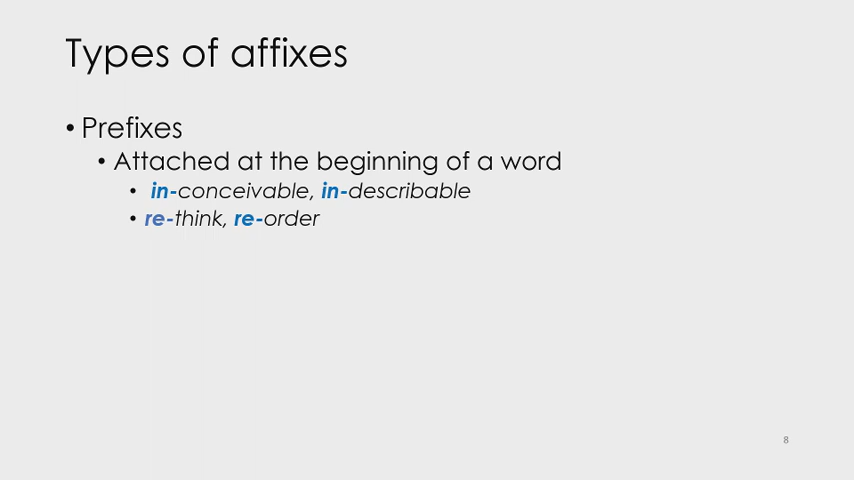 Types of affixes
• Prefixes
• Attached at the beginning of a word
• in-conceivable, in-describable
• re-think, re-order
8